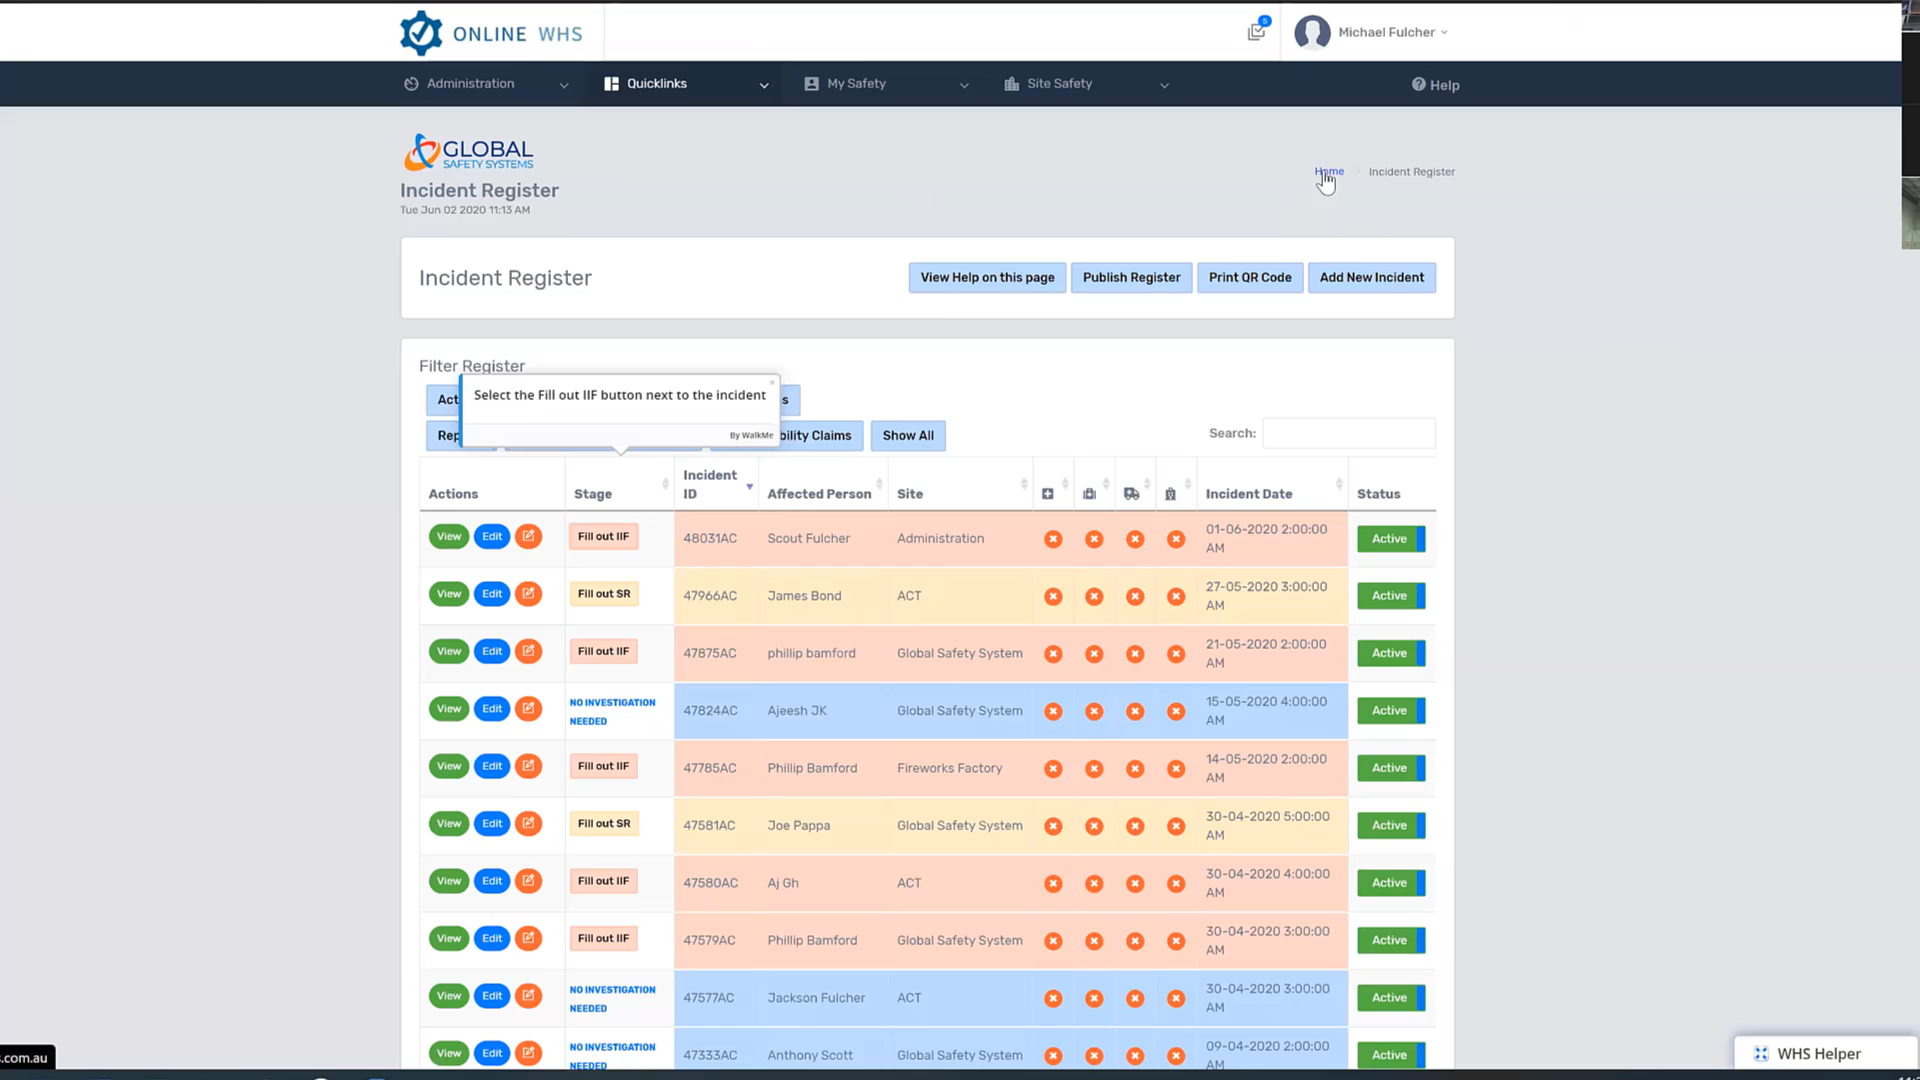 ONLINE WHS
5
Michael Fulcher
Administration
Quicklinks
My Safety
Site Safety
Help
GLOBAL
SAFETY SYSTEMS
Home
Incident Register
Incident Register
Tue Jun 02 2020 11:13 AM
Incident Register
View Help on this page
Publish Register
Print QR Code
Add New Incident
Filter Register
Select the Fill out IIF button next to the incident
By WalkMe
Claims
Show All
Search:
Actions
Stage
Incident
ID
Affected Person
Site
Incident Date
Status
View Edit Fill out IIF 48031AC Scout Fulcher Administration 01-06-2020 2:00:00
AM
Active
View Edit Fill out SR 47966AC James Bond ACT 27-05-2020 3:00:00
AM
Active
View Edit Fill out IIF 47875AC phillip bamford Global Safety System 21-05-2020 2:00:00
AM
Active
View Edit NO INVESTIGATION
NEEDED
47824AC Ajeesh JK Global Safety System 15-05-2020 4:00:00
AM
Active
View Edit Fill out IIF 47785AC Phillip Bamford Fireworks Factory 14-05-2020 2:00:00
AM
Active
View Edit Fill out SR 47581AC Joe Pappa Global Safety System 30-04-2020 5:00:00
AM
Active
View Edit Fill out IIF 47580AC Aj Gh ACT 30-04-2020 4:00:00
AM
Active
View Edit Fill out IIF 47579AC Phillip Bamford Global Safety System 30-04-2020 3:00:00
AM
Active
View Edit NO INVESTIGATION
NEEDED
47577AC Jackson Fulcher ACT 30-04-2020 3:00:00
AM
Active
View Edit NO INVESTIGATION
NEEDED
47333AC Anthony Scott Global Safety System 09-04-2020 2:00:00
AM
Active
s.com.au
WHS Helper